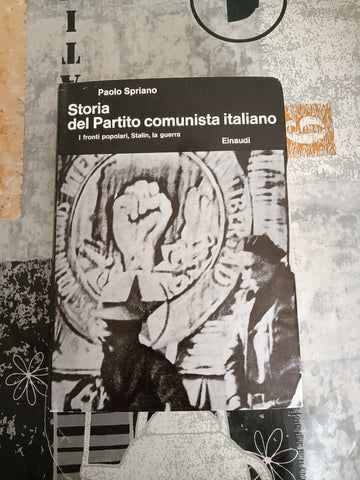 Paolo Spriano
Storia
del Partito comunista italiano
I fronti popolari, Stalin, la guerra
Einaudi